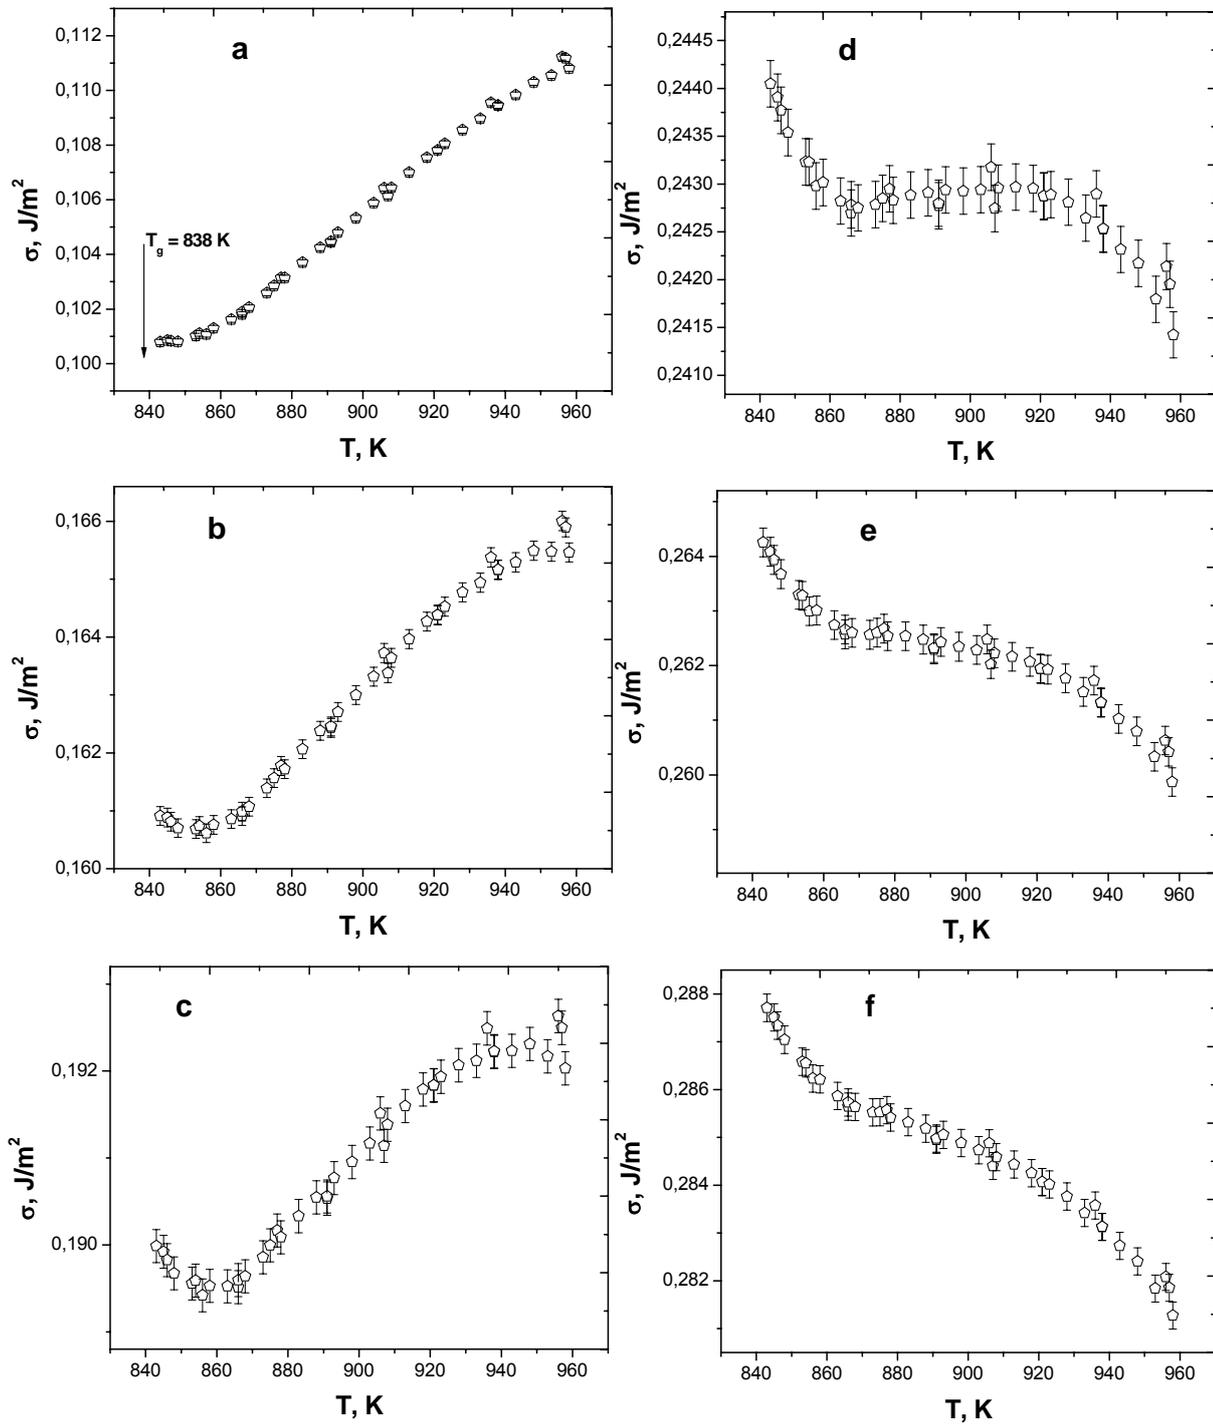 a
0,112
0,110
0,108
0,106
0,104
0,102
0,100
σ, J/m²
T_g = 838 K
840 860 880 900 920 940 960
T, K
d
0,2445
0,2440
0,2435
0,2430
0,2425
0,2420
0,2415
0,2410
σ, J/m²
840 860 880 900 920 940 960
T, K
b
0,166
0,164
0,162
0,160
σ, J/m²
840 860 880 900 920 940 960
T, K
e
0,264
0,262
0,260
σ, J/m²
840 860 880 900 920 940 960
T, K
c
0,192
0,190
σ, J/m²
840 860 880 900 920 940 960
T, K
f
0,288
0,286
0,284
0,282
σ, J/m²
840 860 880 900 920 940 960
T, K